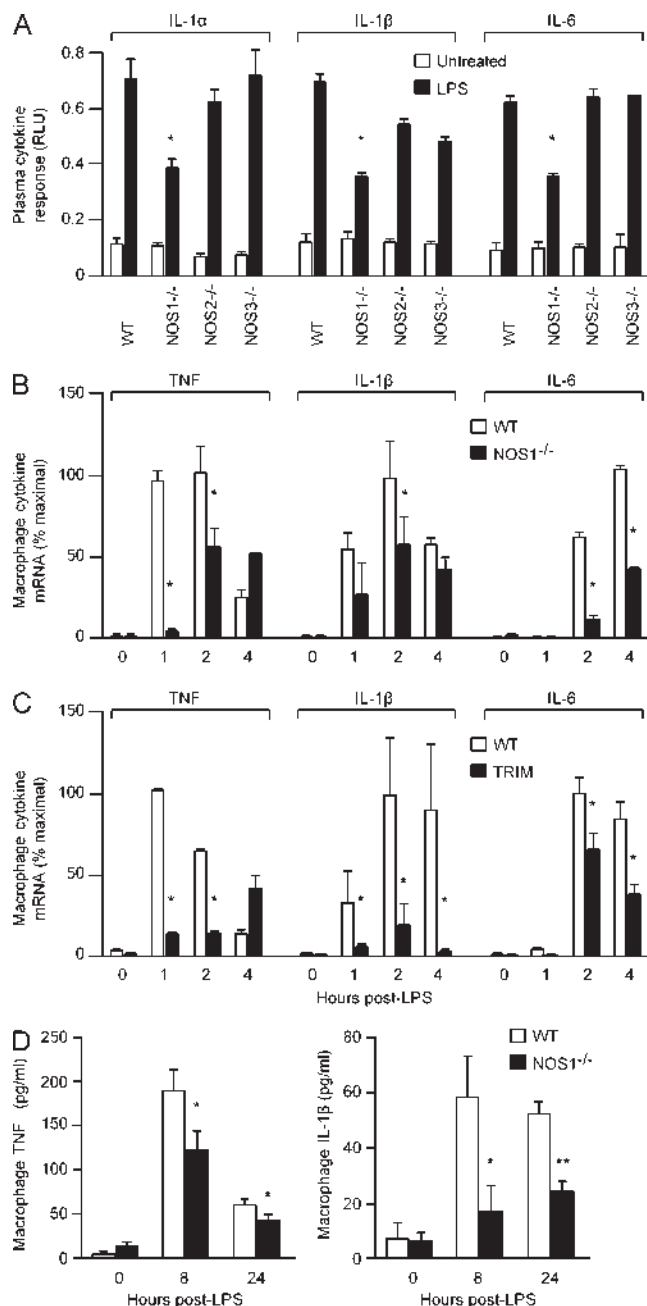 A
IL-1α IL-1β IL-6
Plasma cytokine
response (RLU)
0.8
0.6
0.4
0.2
0
Untreated
LPS
* * *
WT NOS1-/- NOS2-/- NOS3-/- WT NOS1-/- NOS2-/- NOS3-/- WT NOS1-/- NOS2-/- NOS3-/-
B
TNF IL-1β IL-6
Macrophage cytokine
mRNA (% maximal)
150
100
50
0
WT
NOS1-/-
* * * * *
0 1 2 4 0 1 2 4 0 1 2 4
C
TNF IL-1β IL-6
Macrophage cytokine
mRNA (% maximal)
150
100
50
0
WT
TRIM
* * * * * * *
0 1 2 4 0 1 2 4 0 1 2 4
Hours post-LPS
D
Macrophage TNF (pg/ml)
250
200
150
100
50
0
* *
0 8 24
Hours post-LPS
Macrophage IL-1β (pg/ml)
80
60
40
20
0
WT
NOS1-/-
* **
0 8 24
Hours post-LPS